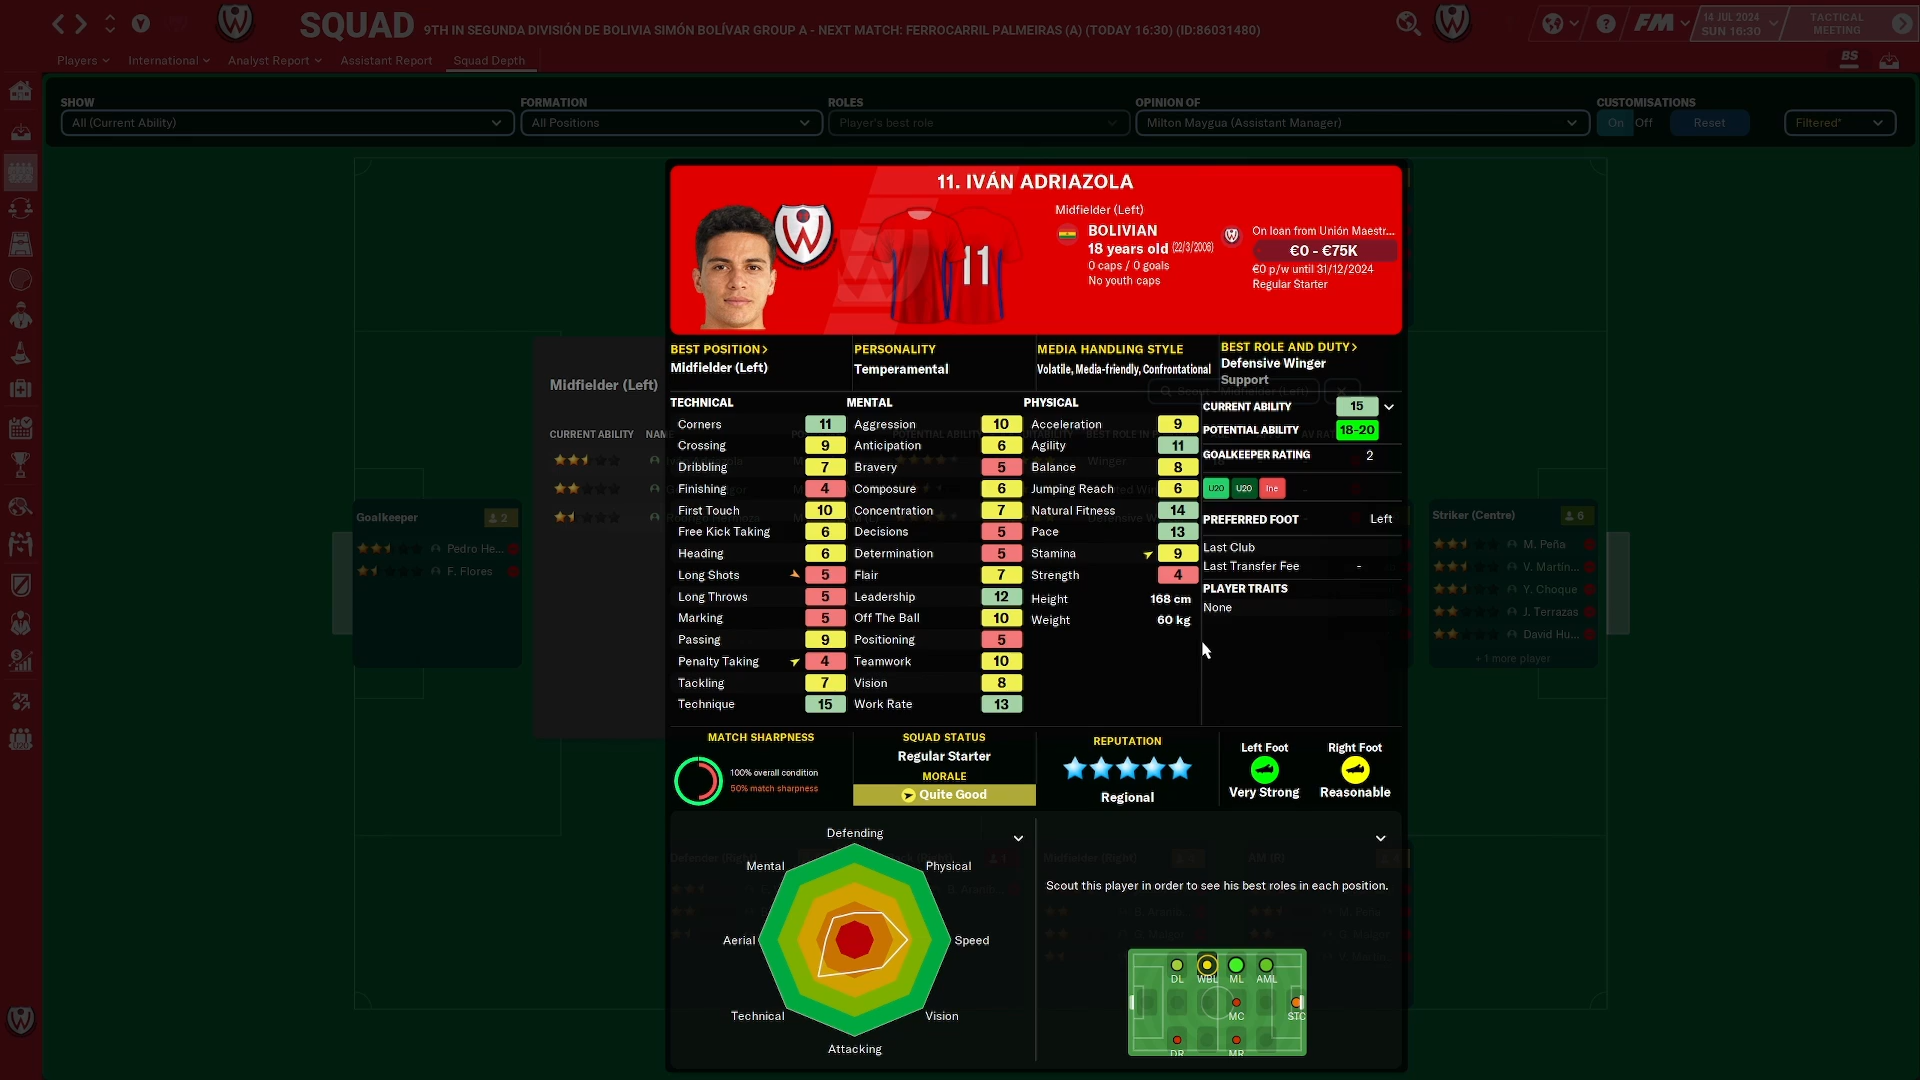 SQUAD
9TH IN SEGUNDA DIVISIÓN DE BOLIVIA SIMÓN BOLÍVAR GROUP A - NEXT MATCH: FERROCARRIL PALMEIRAS (A) (TODAY 16:30) (ID:86031480)
FM
14 JUL 2024
SUN 16:30
TACTICAL
MEETING
Players
International
Analyst Report
Assistant Report
Squad Depth
BS
SHOW
FORMATION
ROLES
OPINION OF
CUSTOMISATIONS
All (Current Ability)
All Positions
Player's best role
Milton Maygua (Assistant Manager)
On Off
Reset
Filtered*
11. IVÁN ADRIAZOLA
Midfielder (Left)
BOLIVIAN
18 years old (22/3/2006)
0 caps / 0 goals
No youth caps
11
On loan from Unión Maestr...
€0 - €75K
€0 p/w until 31/12/2024
Regular Starter
BEST POSITION>
Midfielder (Left)
PERSONALITY
Temperamental
MEDIA HANDLING STYLE
Volatile, Media-friendly, Confrontational
BEST ROLE AND DUTY>
Defensive Winger
Support
TECHNICAL
Corners 11
Crossing 9
Dribbling 7
Finishing 4
First Touch 10
Free Kick Taking 6
Heading 6
Long Shots 5
Long Throws 5
Marking 5
Passing 9
Penalty Taking 4
Tackling 7
Technique 15
MENTAL
Aggression 10
Anticipation 6
Bravery 5
Composure 6
Concentration 7
Decisions 5
Determination 5
Flair 7
Leadership 12
Off The Ball 10
Positioning 5
Teamwork 10
Vision 8
Work Rate 13
PHYSICAL
Acceleration 9
Agility 11
Balance 8
Jumping Reach 6
Natural Fitness 14
Pace 13
Stamina 9
Strength 4
Height 168 cm
Weight 60 kg
CURRENT ABILITY 15
POTENTIAL ABILITY 18-20
GOALKEEPER RATING 2
U20 U20 Ine
PREFERRED FOOT Left
Last Club
Last Transfer Fee -
PLAYER TRAITS
None
Midfielder (Left)
CURRENT ABILITY
Goalkeeper 2
Pedro He...
F. Flores
Striker (Centre) 6
M. Peña
V. Martín...
Y. Choque
J. Terrazas
David Hu...
+ 1 more player
MATCH SHARPNESS
100% overall condition
50% match sharpness
SQUAD STATUS
Regular Starter
MORALE
Quite Good
REPUTATION
Regional
Left Foot
Very Strong
Right Foot
Reasonable
Defending
Mental
Physical
Aerial
Speed
Technical
Vision
Attacking
Scout this player in order to see his best roles in each position.
DL
WBL
ML
AML
MC
STC
DR
MR
U20